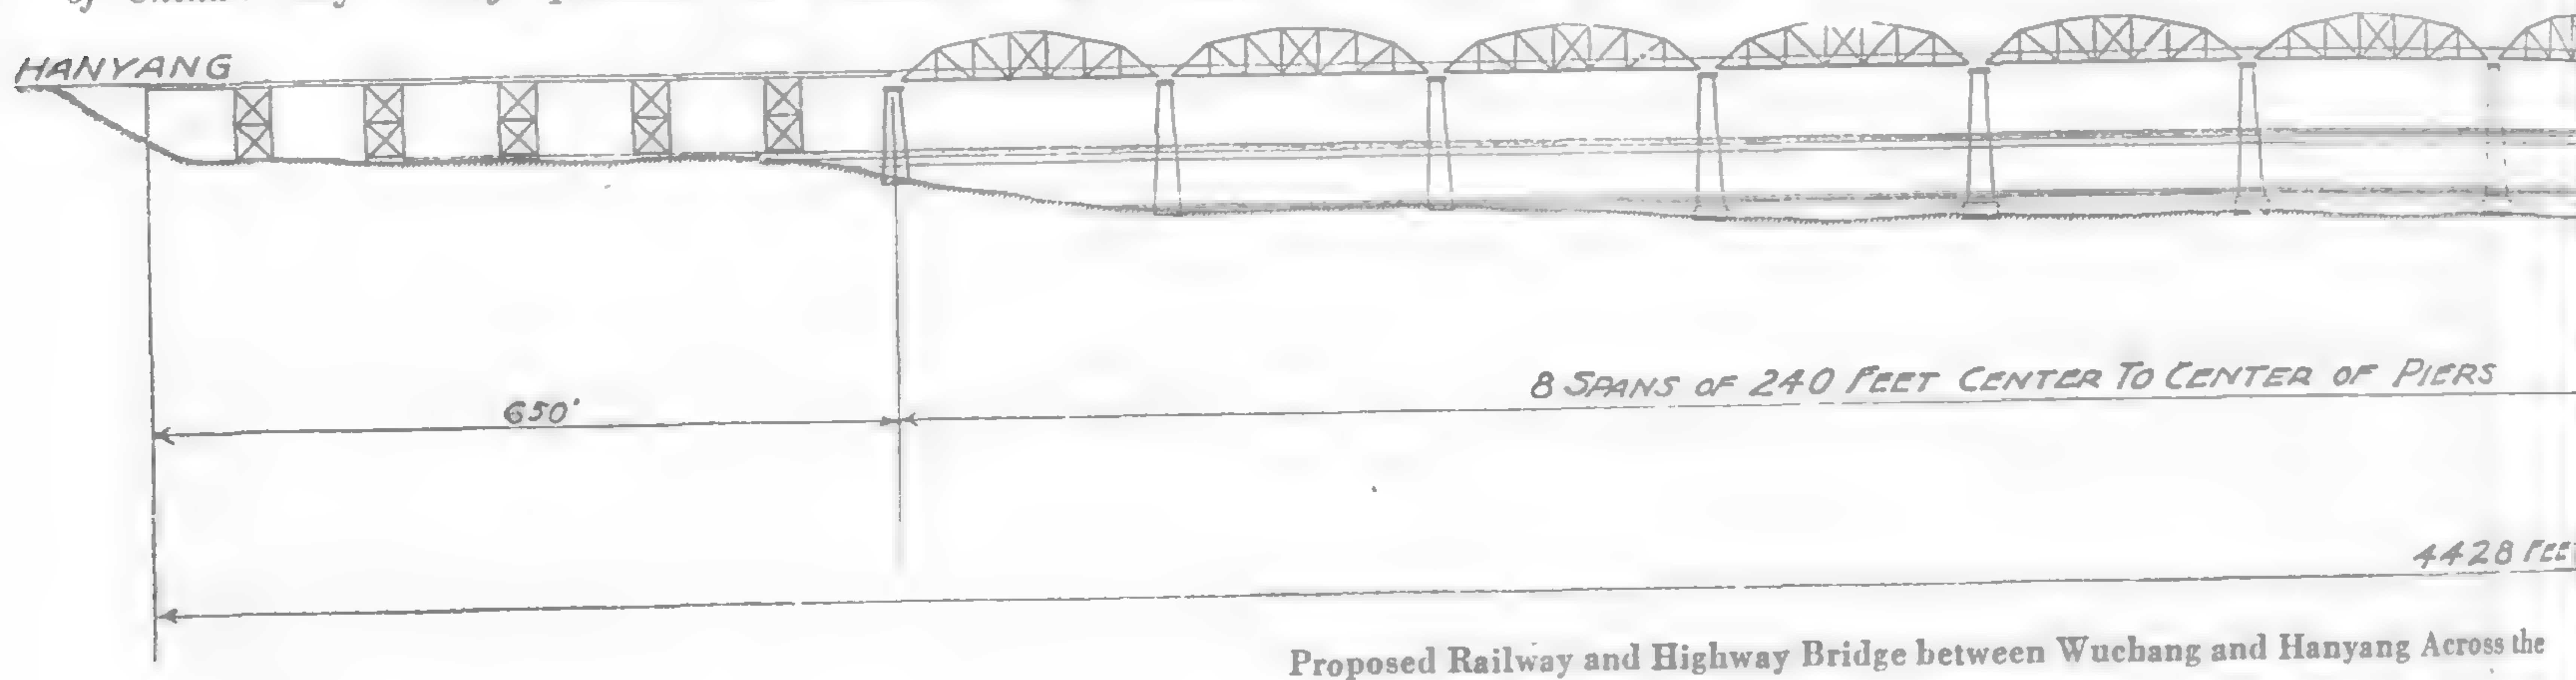 HANYANG
650'
8 SPANS OF 240 FEET CENTER TO CENTER OF PIERS
4428
Proposed Railway and Highway Bridge between Wuchang and Hanyang Across the